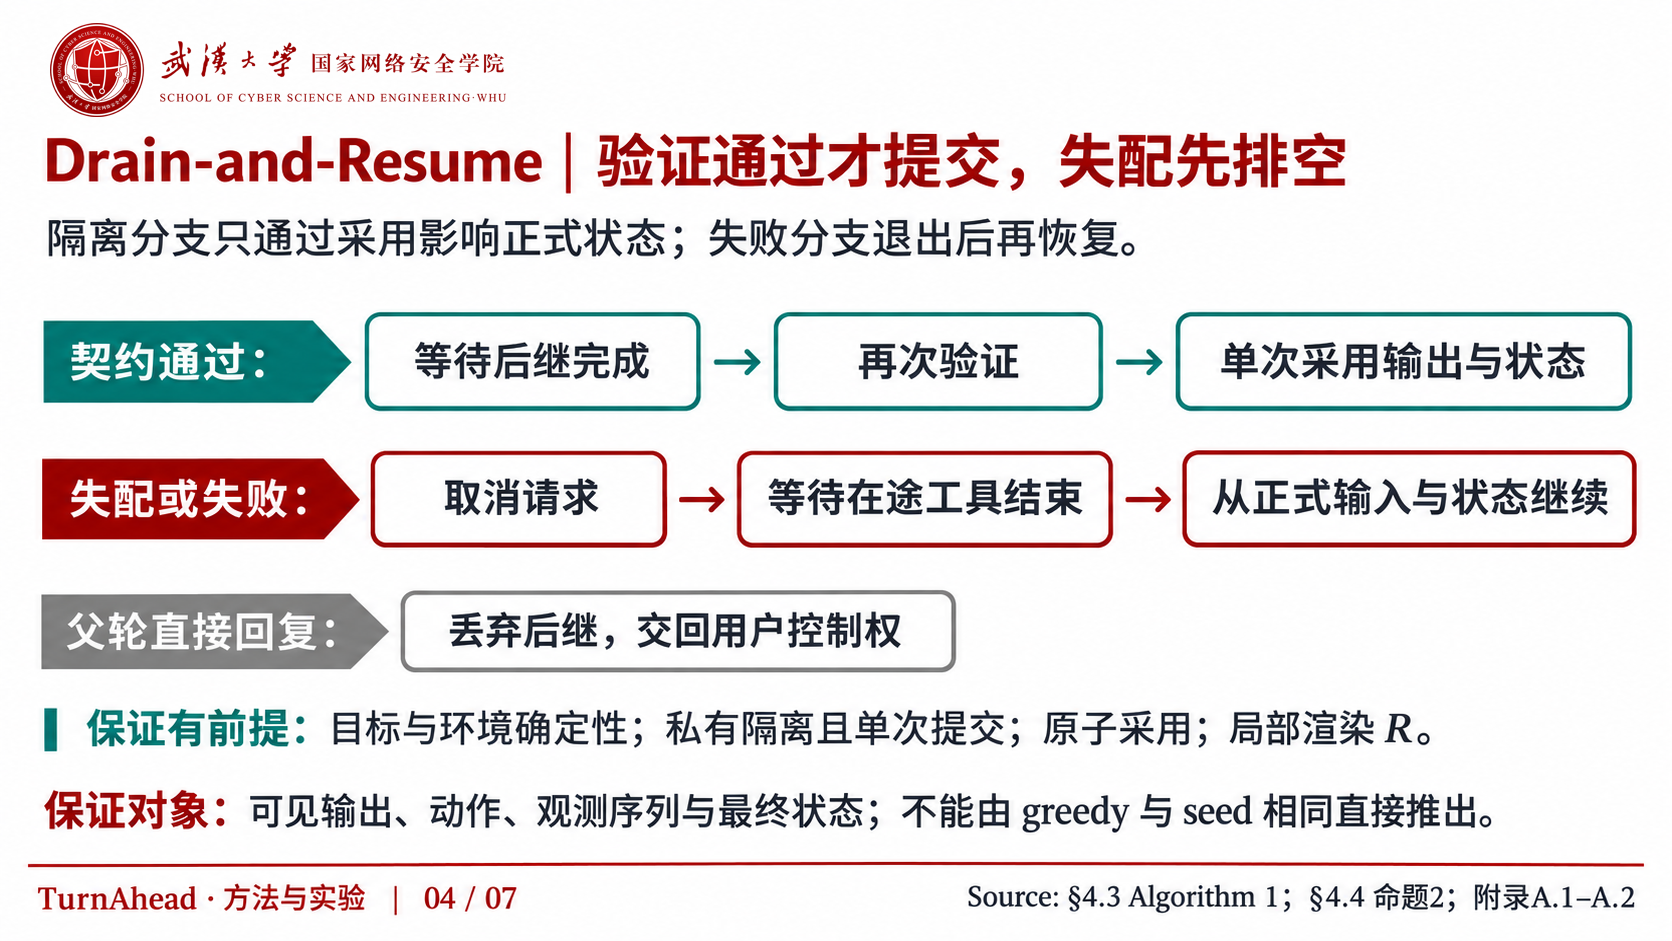 武漢大学 国家网络安全学院
SCHOOL OF CYBER SCIENCE AND ENGINEERING·WHU
Drain-and-Resume｜验证通过才提交，失配先排空
隔离分支只通过采用影响正式状态；失败分支退出后再恢复。
契约通过： 等待后继完成 → 再次验证 → 单次采用输出与状态
失配或失败： 取消请求 → 等待在途工具结束 → 从正式输入与状态继续
父轮直接回复： 丢弃后继，交回用户控制权
保证有前提：目标与环境确定性；私有隔离且单次提交；原子采用；局部渲染 R。
保证对象：可见输出、动作、观测序列与最终状态；不能由 greedy 与 seed 相同直接推出。
TurnAhead · 方法与实验 | 04 / 07
Source: §4.3 Algorithm 1；§4.4 命题2；附录A.1–A.2